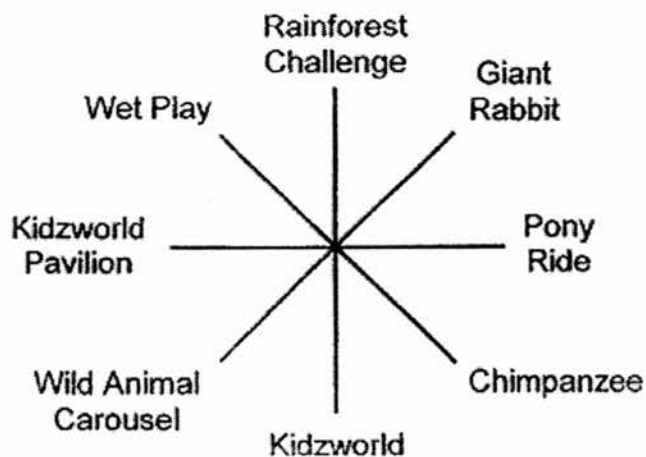 Rainforest
Challenge
Giant
Rabbit
Wet Play
Kidzworld
Pavilion
Pony
Ride
Wild Animal
Carousel
Chimpanzee
Kidzworld